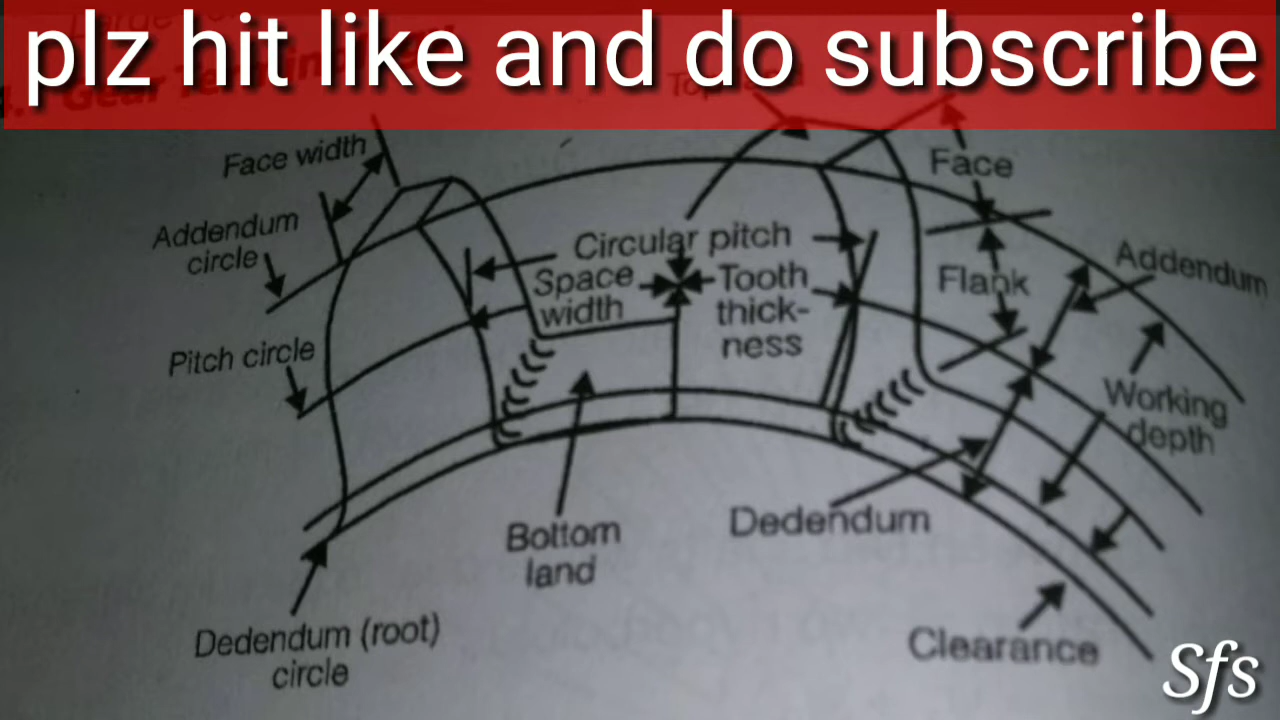 plz hit like and do subscribe
Gear
Face width
Face
Addendum
circle
Circular pitch
Addendum
Space
width
Tooth
thick-
ness
Flank
Pitch circle
Working
depth
Dedendum
Bottom
land
Dedendum (root)
circle
Clearance
Sfs